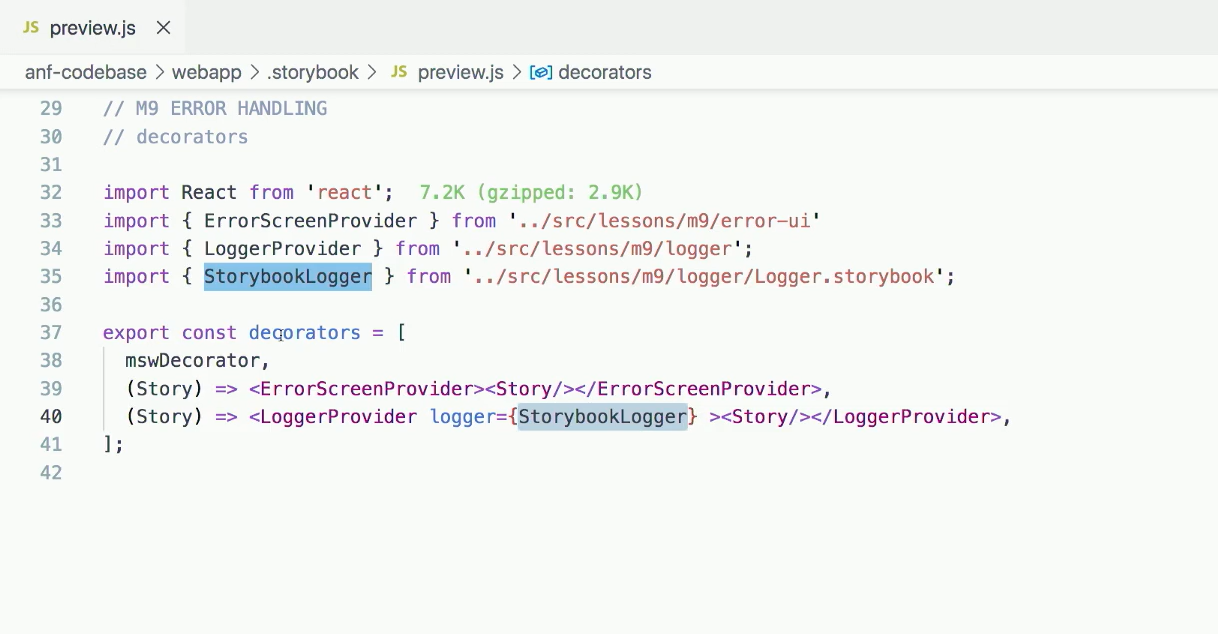 JS preview.js ×
anf-codebase > webapp > .storybook > JS preview.js > decorators
29 // M9 ERROR HANDLING
30 // decorators
31
32 import React from 'react'; 7.2K (gzipped: 2.9K)
33 import { ErrorScreenProvider } from '../src/lessons/m9/error-ui'
34 import { LoggerProvider } from '../src/lessons/m9/logger';
35 import { StorybookLogger } from '../src/lessons/m9/logger/Logger.storybook';
36
37 export const decorators = [
38 mswDecorator,
39 (Story) => <ErrorScreenProvider><Story/></ErrorScreenProvider>,
40 (Story) => <LoggerProvider logger={StorybookLogger} ><Story/></LoggerProvider>,
41 ];
42